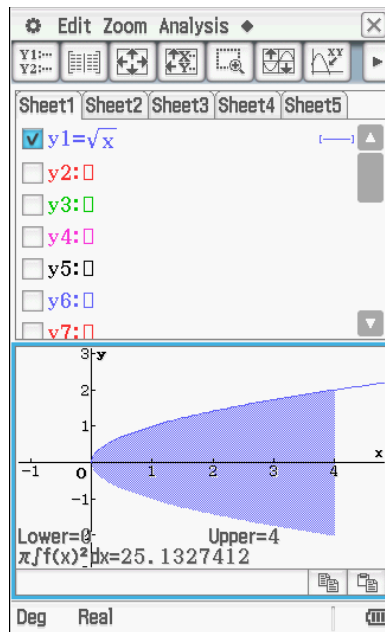 Edit Zoom Analysis
Y1:··· Y2:··· XY
Sheet1 Sheet2 Sheet3 Sheet4 Sheet5
y1=√x
y2:▯
y3:▯
y4:▯
y5:▯
y6:▯
y7:▯
3 y
2
1
x
-1 O 1 2 3 4
-1
-2
Lower=0 Upper=4
π∫f(x)²dx=25.1327412
Deg Real